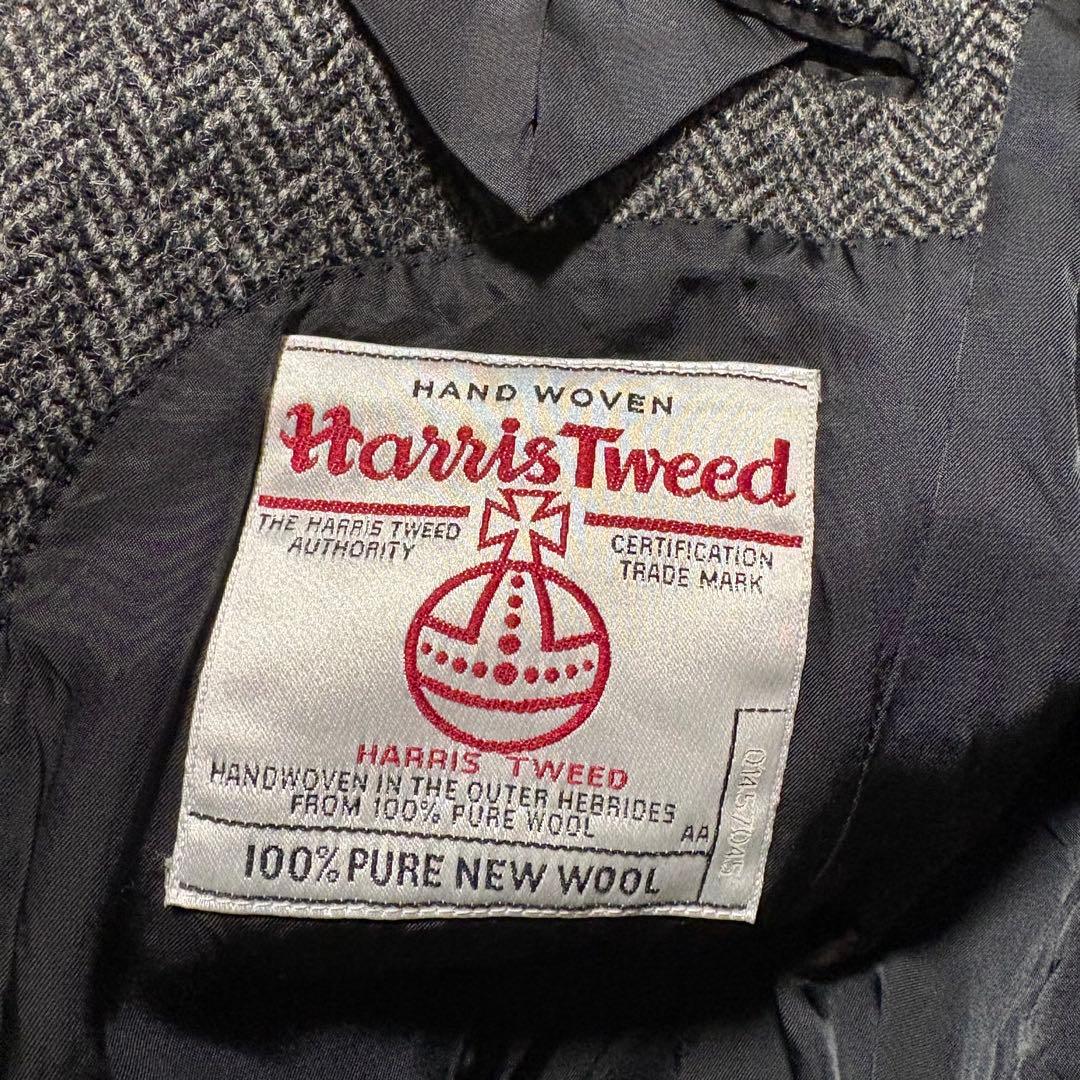 HAND WOVEN
Harris Tweed
THE HARRIS TWEED
AUTHORITY
CERTIFICATION
TRADE MARK
HARRIS TWEED
HANDWOVEN IN THE OUTER HEBRIDES
FROM 100% PURE WOOL
AA
100% PURE NEW WOOL